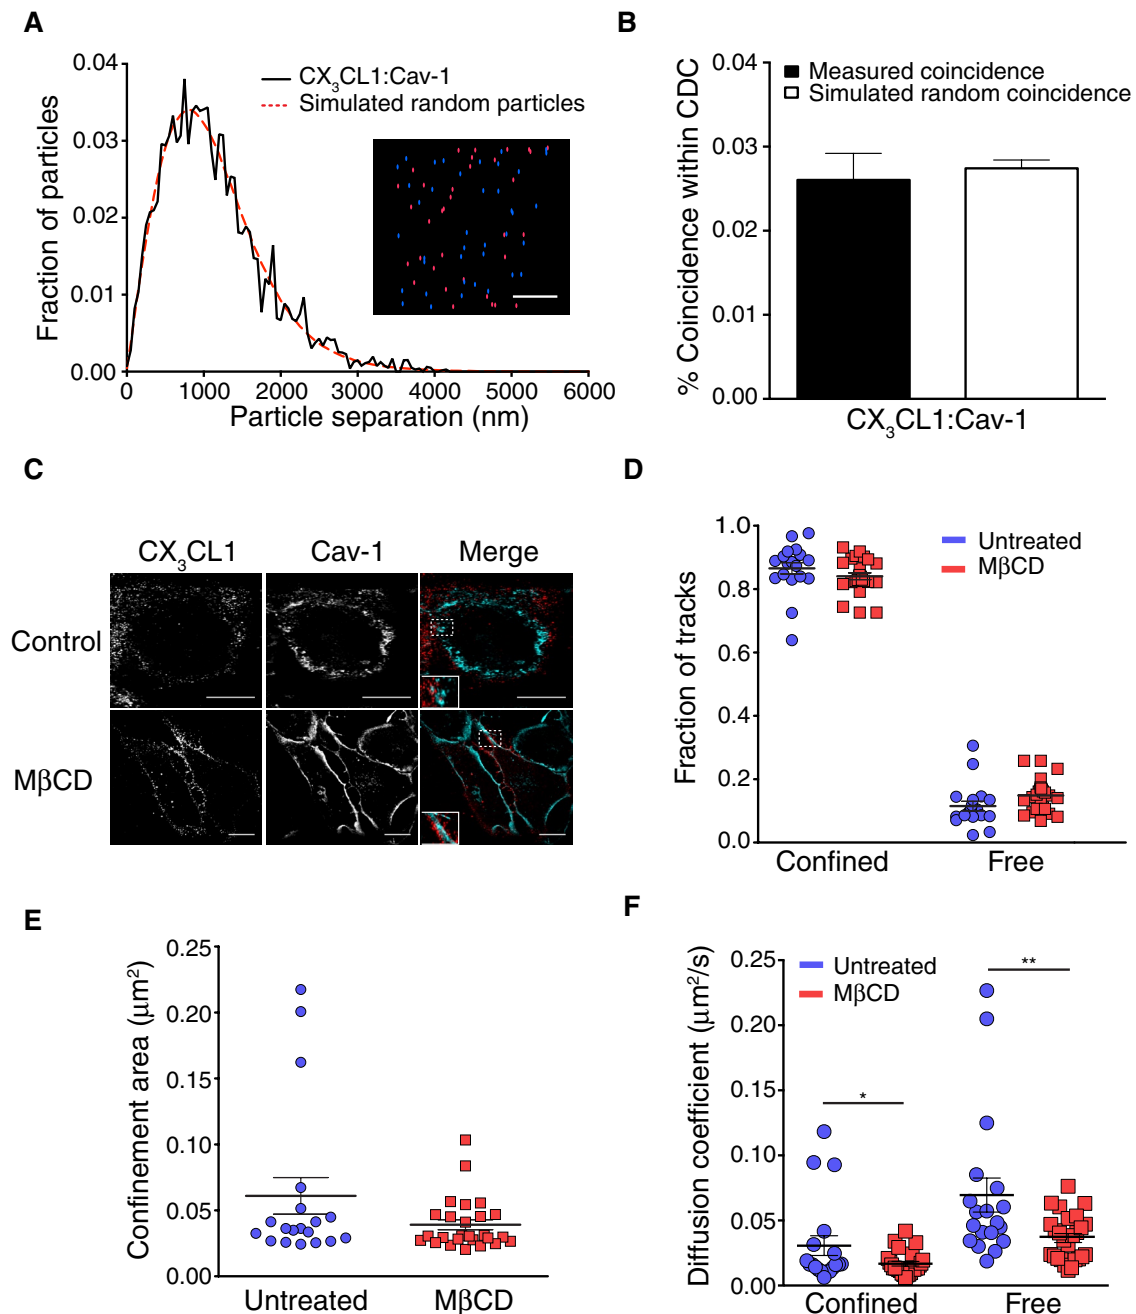 A
0.04
0.03
0.02
0.01
0.00
Fraction of particles
CX3CL1:Cav-1
Simulated random particles
0 1000 2000 3000 4000 5000 6000
Particle separation (nm)
B
0.04
0.03
0.02
0.01
0.00
% Coincidence within CDC
Measured coincidence
Simulated random coincidence
CX3CL1:Cav-1
C
CX3CL1 Cav-1 Merge
Control
MβCD
D
1.0
0.8
0.6
0.4
0.2
0.0
Fraction of tracks
Untreated
MβCD
Confined Free
E
0.25
0.20
0.15
0.10
0.05
0.00
Confinement area (μm2)
Untreated MβCD
F
0.25
0.20
0.15
0.10
0.05
0.00
Diffusion coefficient (μm2/s)
Untreated
MβCD
*
**
Confined Free